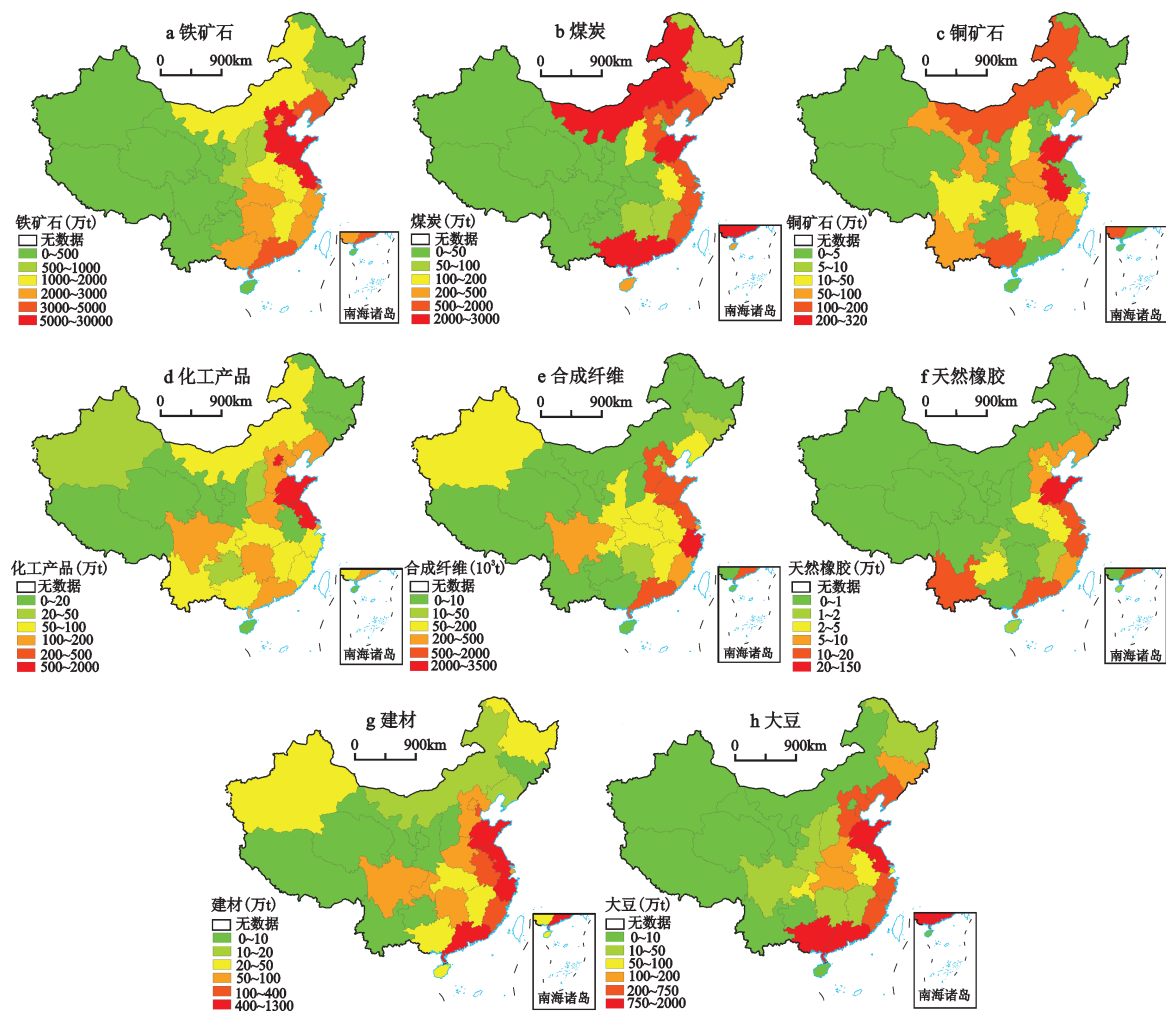 a 铁矿石
0 900km
铁矿石(万t)
无数据
0~500
500~1000
1000~2000
2000~3000
3000~5000
5000~30000
南海诸岛
b 煤炭
0 900km
煤炭(万t)
无数据
0~50
50~100
100~200
200~500
500~2000
2000~3000
南海诸岛
c 铜矿石
0 900km
铜矿石(万t)
无数据
0~5
5~10
10~50
50~100
100~200
200~320
南海诸岛
d 化工产品
0 900km
化工产品(万t)
无数据
0~20
20~50
50~100
100~200
200~500
500~2000
南海诸岛
e 合成纤维
0 900km
合成纤维(10³t)
无数据
0~10
10~50
50~200
200~500
500~2000
2000~3500
南海诸岛
f 天然橡胶
0 900km
天然橡胶(万t)
无数据
0~1
1~2
2~5
5~10
10~20
20~150
南海诸岛
g 建材
0 900km
建材(万t)
无数据
0~10
10~20
20~50
50~100
100~400
400~1300
南海诸岛
h 大豆
0 900km
大豆(万t)
无数据
0~10
10~50
50~100
100~200
200~750
750~2000
南海诸岛